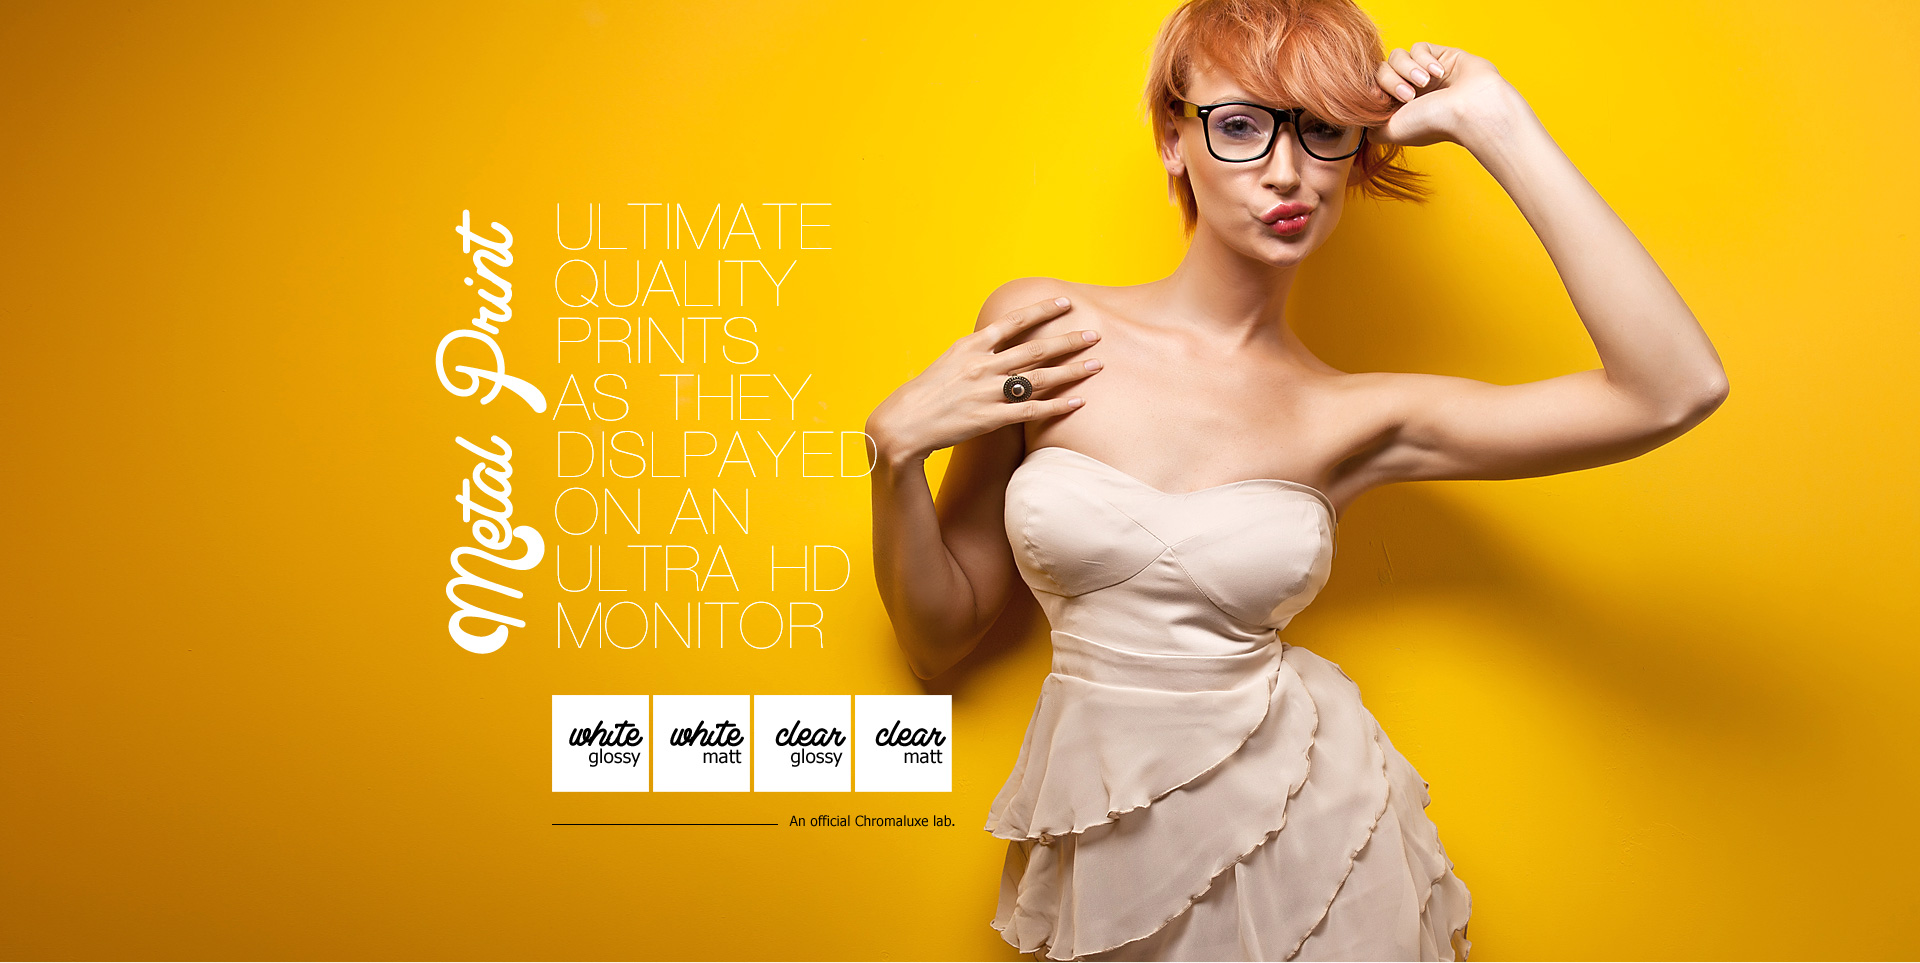 Metal Print
ULTIMATE
QUALITY
PRINTS
AS THEY
DISLPAYED
ON AN
ULTRA HD
MONITOR
white
glossy
white
matt
clear
glossy
clear
matt
An official Chromaluxe lab.